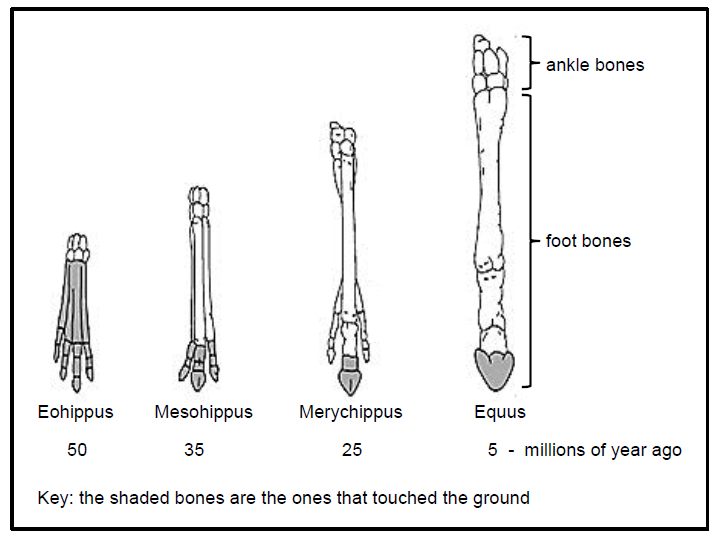 ankle bones
foot bones
Eohippus Mesohippus Merychippus Equus
50 35 25 5 - millions of year ago
Key: the shaded bones are the ones that touched the ground